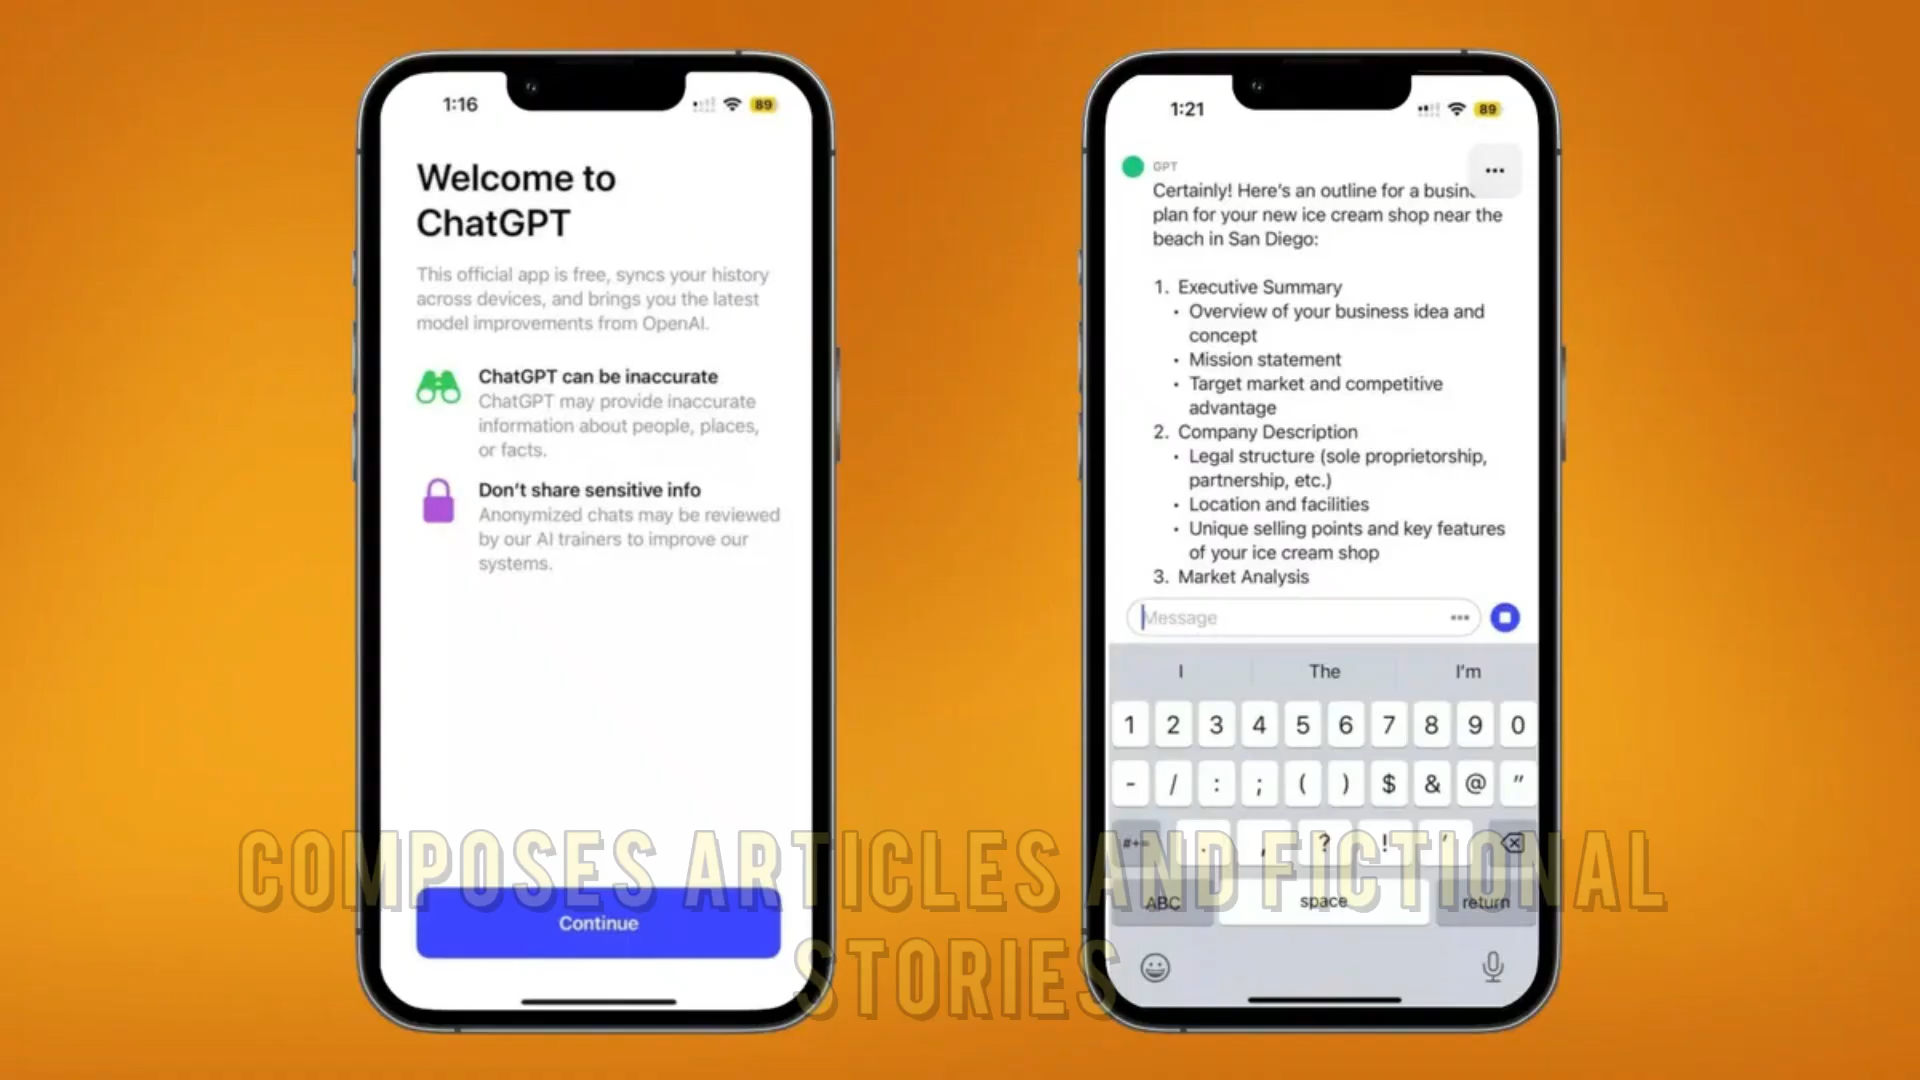 1:16
89
Welcome to
ChatGPT
This official app is free, syncs your history
across devices, and brings you the latest
model improvements from OpenAI.
ChatGPT can be inaccurate
ChatGPT may provide inaccurate
information about people, places,
or facts.
Don't share sensitive info
Anonymized chats may be reviewed
by our AI trainers to improve our
systems.
Continue
1:21
89
GPT
...
Certainly! Here's an outline for a
plan for your new ice cream shop near the
beach in San Diego:
1. Executive Summary
• Overview of your business idea and
concept
• Mission statement
• Target market and competitive
advantage
2. Company Description
• Legal structure (sole proprietorship,
partnership, etc.)
• Location and facilities
• Unique selling points and key features
of your ice cream shop
3. Market Analysis
Message ...
I The I'm
1 2 3 4 5 6 7 8 9 0
- / : ; ( ) $ & @ "
#+= . , ? ! '
ABC space return
COMPOSES ARTICLES AND FICTIONAL
STORIES